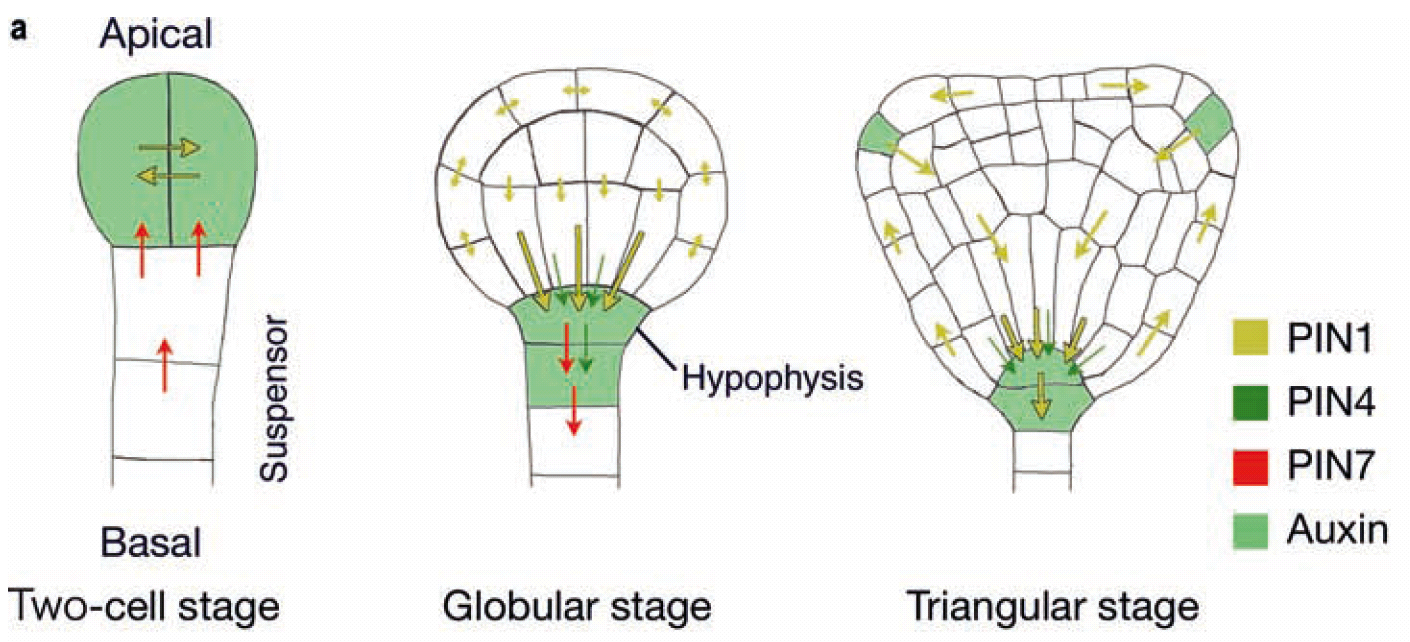 a
Apical
Suspensor
Hypophysis
Basal
Two-cell stage
Globular stage
Triangular stage
PIN1
PIN4
PIN7
Auxin